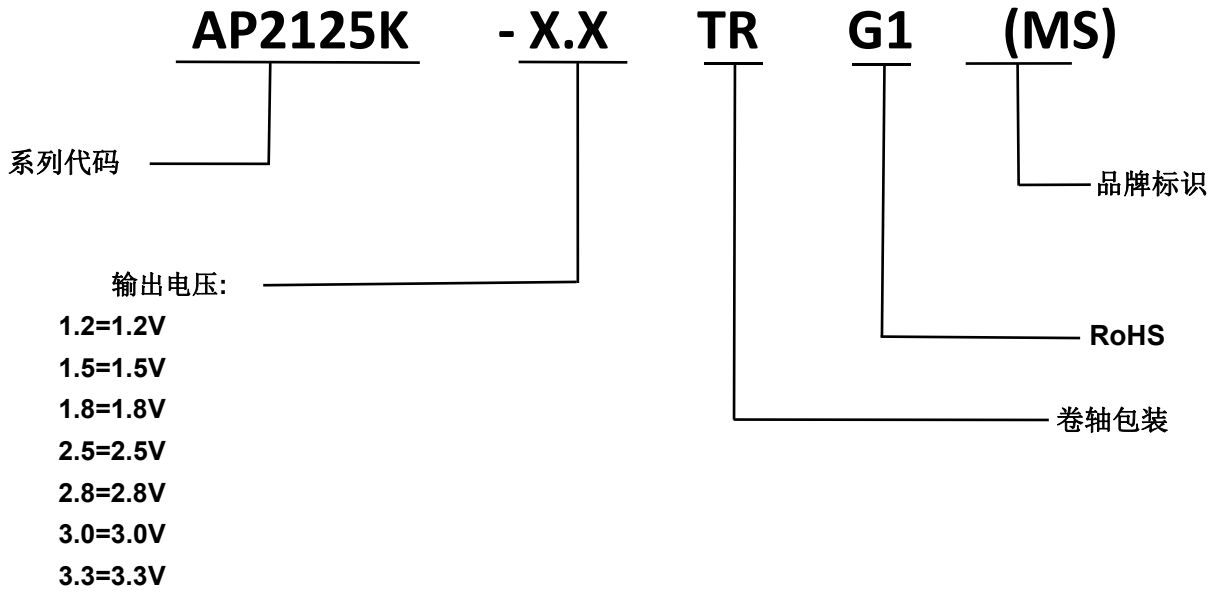 AP2125K - X.X TR G1 (MS)
系列代码
品牌标识
输出电压:
1.2=1.2V
1.5=1.5V
RoHS
1.8=1.8V
卷轴包装
2.5=2.5V
2.8=2.8V
3.0=3.0V
3.3=3.3V